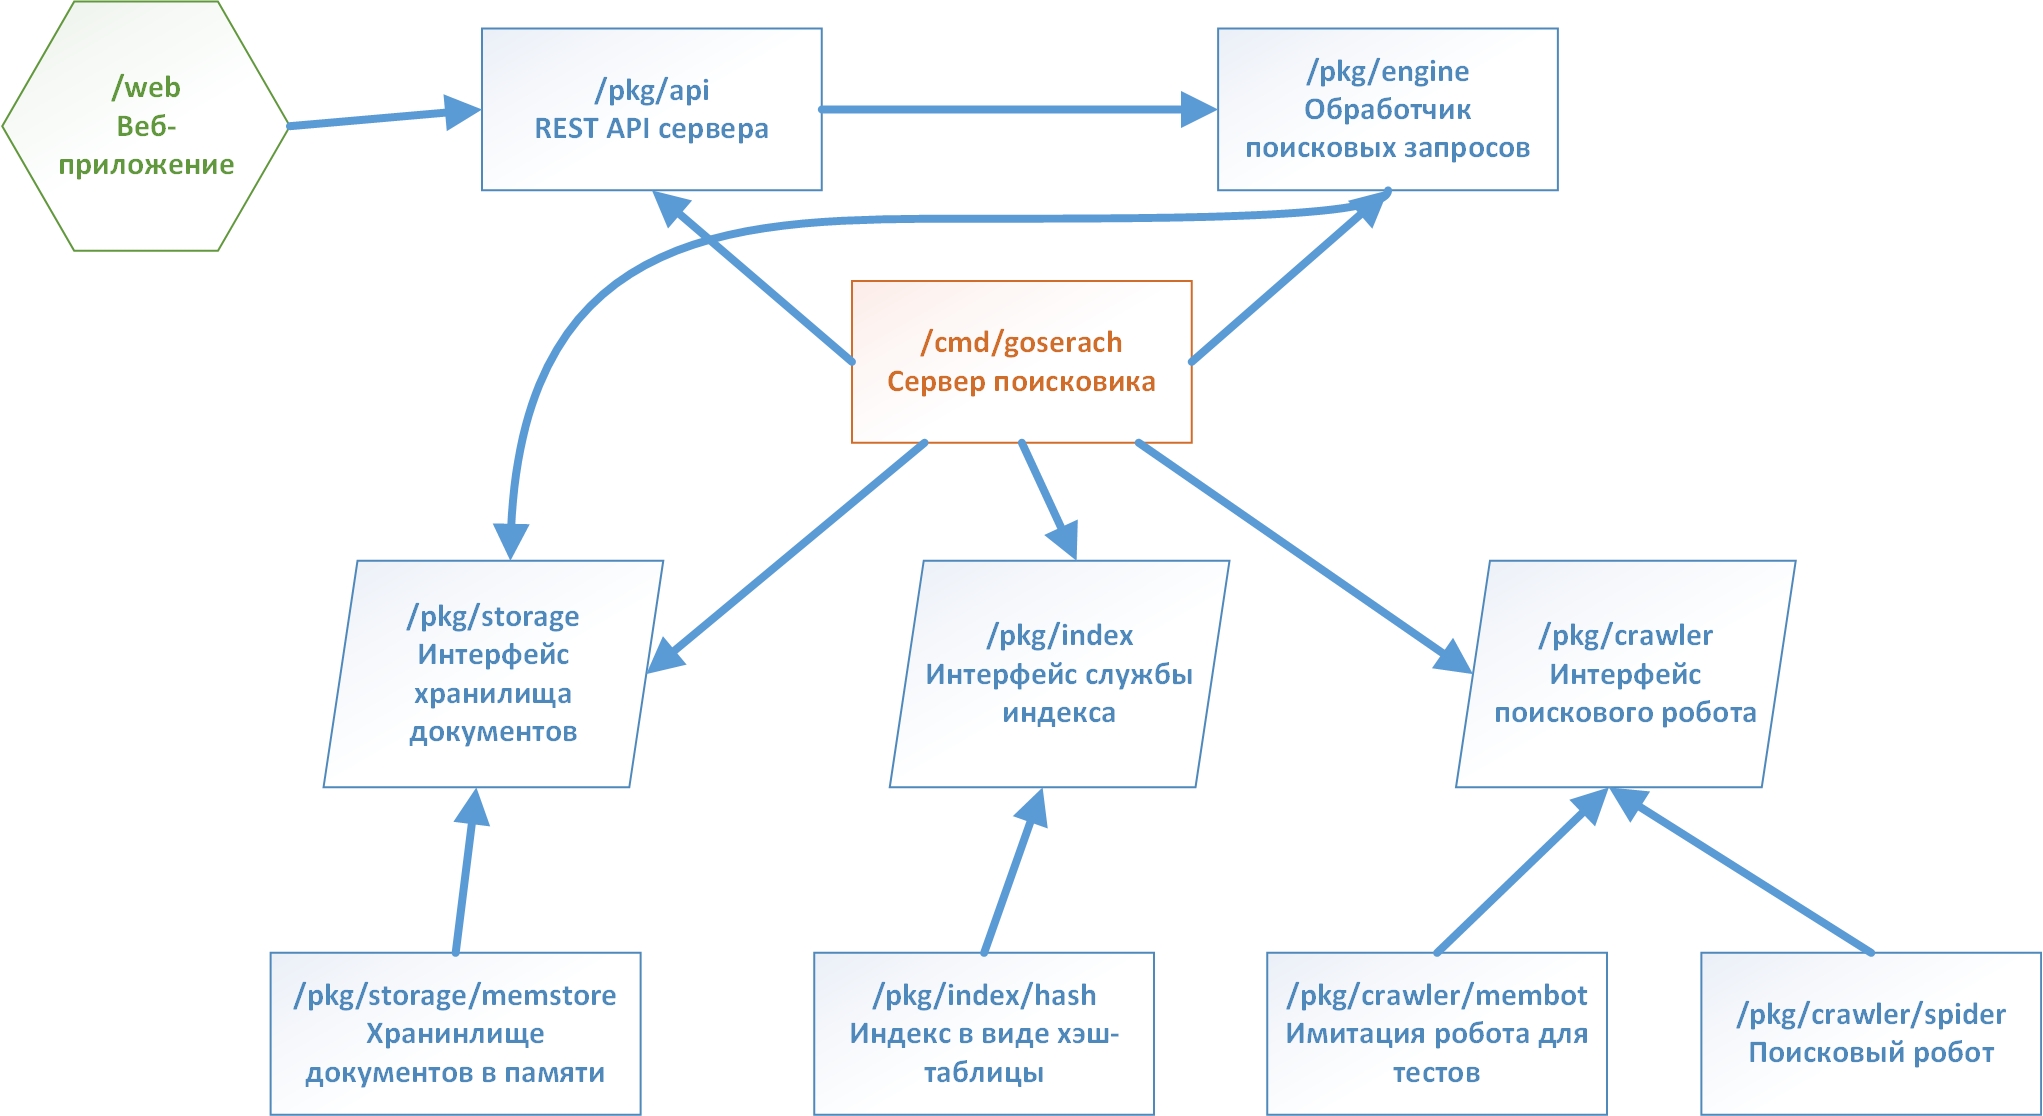 /web
Веб-
приложение
/pkg/api
REST API сервера
/pkg/engine
Обработчик
поисковых запросов
/cmd/goserach
Сервер поисковика
/pkg/storage
Интерфейс
хранилища
документов
/pkg/index
Интерфейс службы
индекса
/pkg/crawler
Интерфейс
поискового робота
/pkg/storage/memstore
Хранинлище
документов в памяти
/pkg/index/hash
Индекс в виде хэш-
таблицы
/pkg/crawler/membot
Имитация робота для
тестов
/pkg/crawler/spider
Поисковый робот